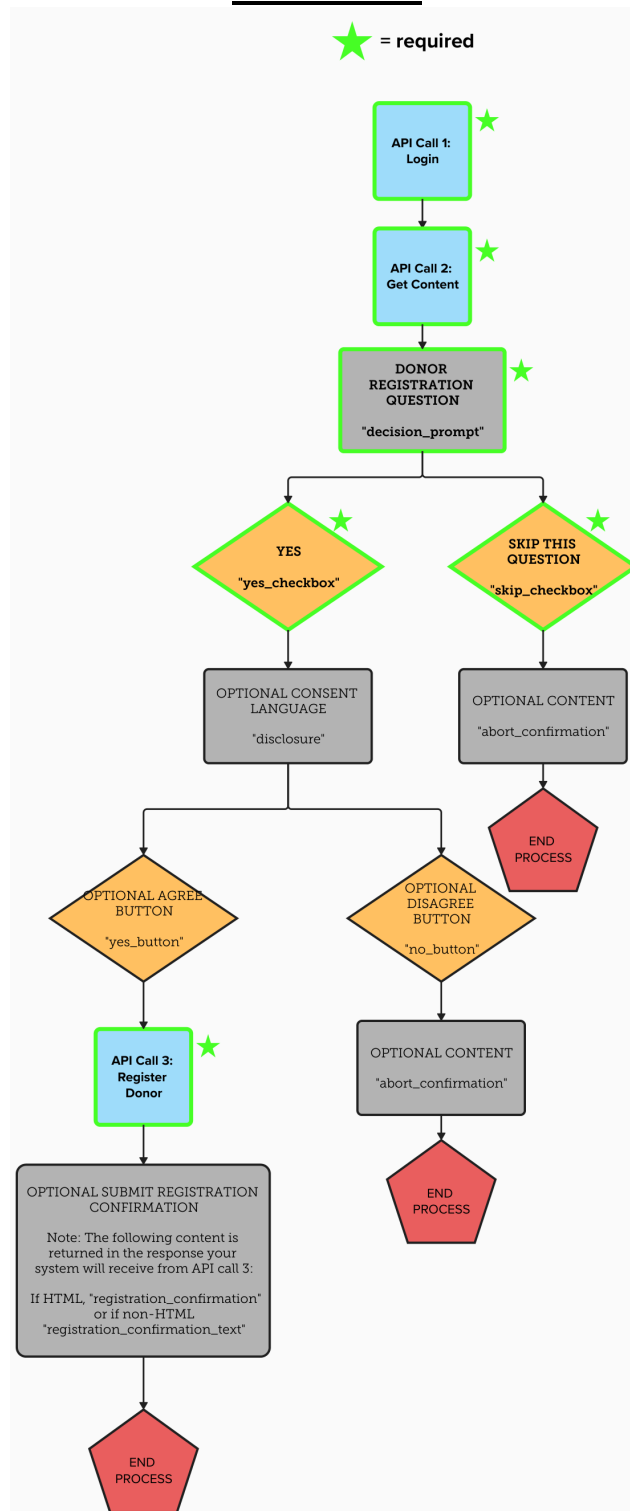 = required
API Call 1:
Login
API Call 2:
Get Content
DONOR
REGISTRATION
QUESTION
"decision_prompt"
YES
"yes_checkbox"
SKIP THIS
QUESTION
"skip_checkbox"
OPTIONAL CONSENT
LANGUAGE
"disclosure"
OPTIONAL CONTENT
"abort_confirmation"
END
PROCESS
OPTIONAL AGREE
BUTTON
"yes_button"
OPTIONAL
DISAGREE
BUTTON
"no_button"
API Call 3:
Register
Donor
OPTIONAL CONTENT
"abort_confirmation"
END
PROCESS
OPTIONAL SUBMIT REGISTRATION
CONFIRMATION
Note: The following content is
returned in the response your
system will receive from API call 3:
If HTML, "registration_confirmation"
or if non-HTML
"registration_confirmation_text"
END
PROCESS